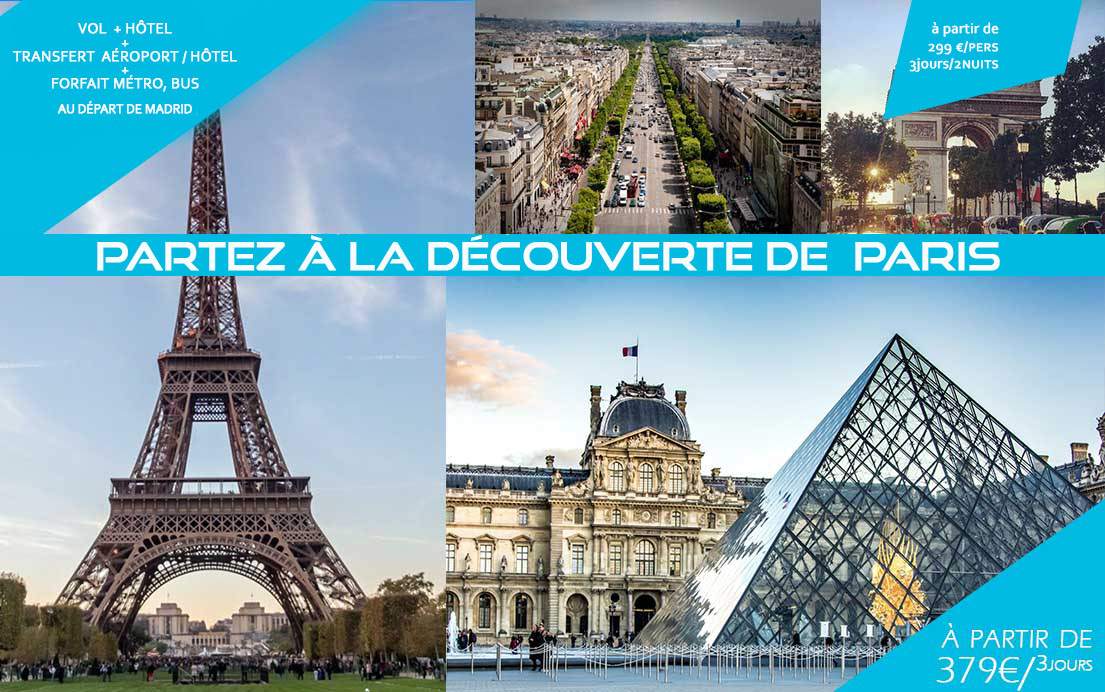 VOL + HÔTEL
+
TRANSFERT AÉROPORT / HÔTEL
+
FORFAIT MÉTRO, BUS
AU DÉPART DE MADRID
à partir de
299 €/PERS
3jours/2NUITS
PARTEZ À LA DÉCOUVERTE DE PARIS
À PARTIR DE
379€/3JOURS